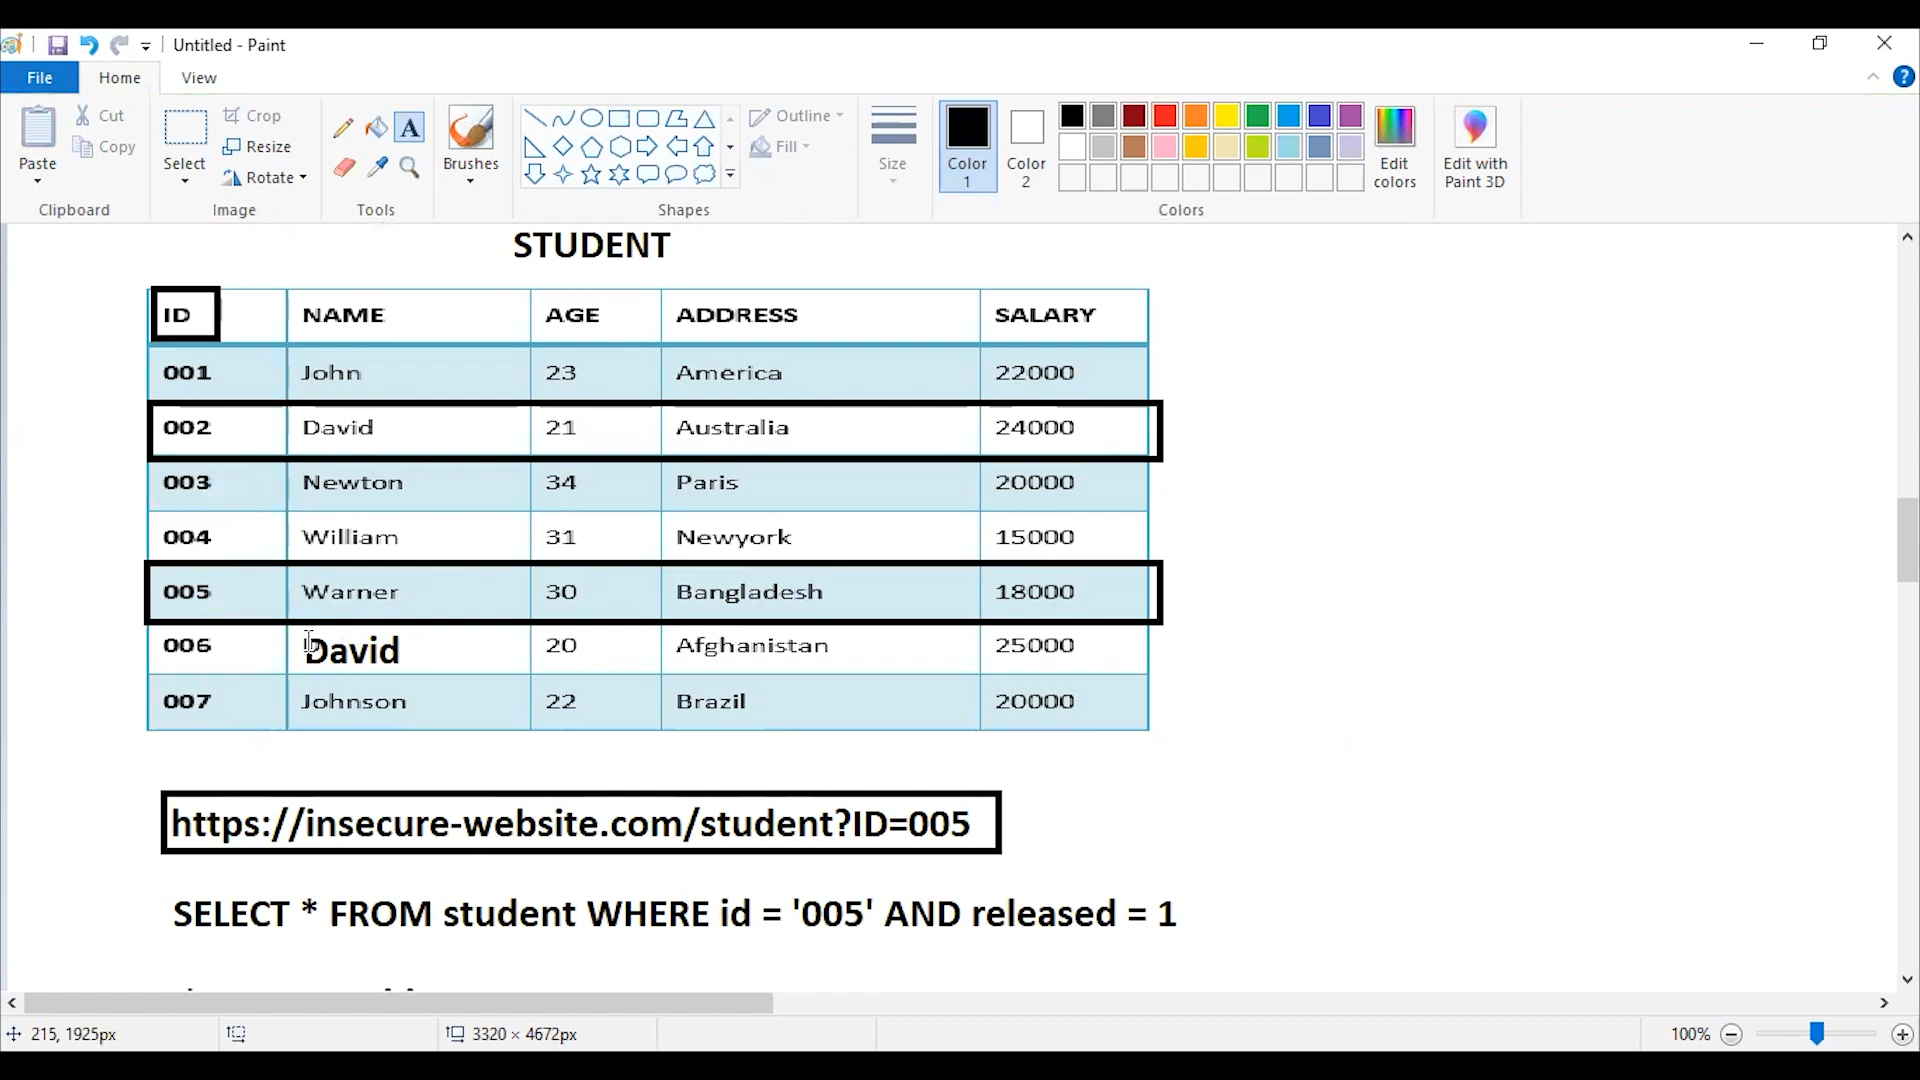 Untitled - Paint
File Home View
Paste
Cut
Copy
Clipboard
Select
Crop
Resize
Rotate
Image
A
Tools
Brushes
Outline
Fill
Shapes
Size
Color 1
Color 2
Edit colors
Colors
Edit with Paint 3D
STUDENT
ID NAME AGE ADDRESS SALARY
001 John 23 America 22000
002 David 21 Australia 24000
003 Newton 34 Paris 20000
004 William 31 Newyork 15000
005 Warner 30 Bangladesh 18000
006 David 20 Afghanistan 25000
007 Johnson 22 Brazil 20000
https://insecure-website.com/student?ID=005
SELECT * FROM student WHERE id = '005' AND released = 1
215, 1925px 3320 × 4672px 100%